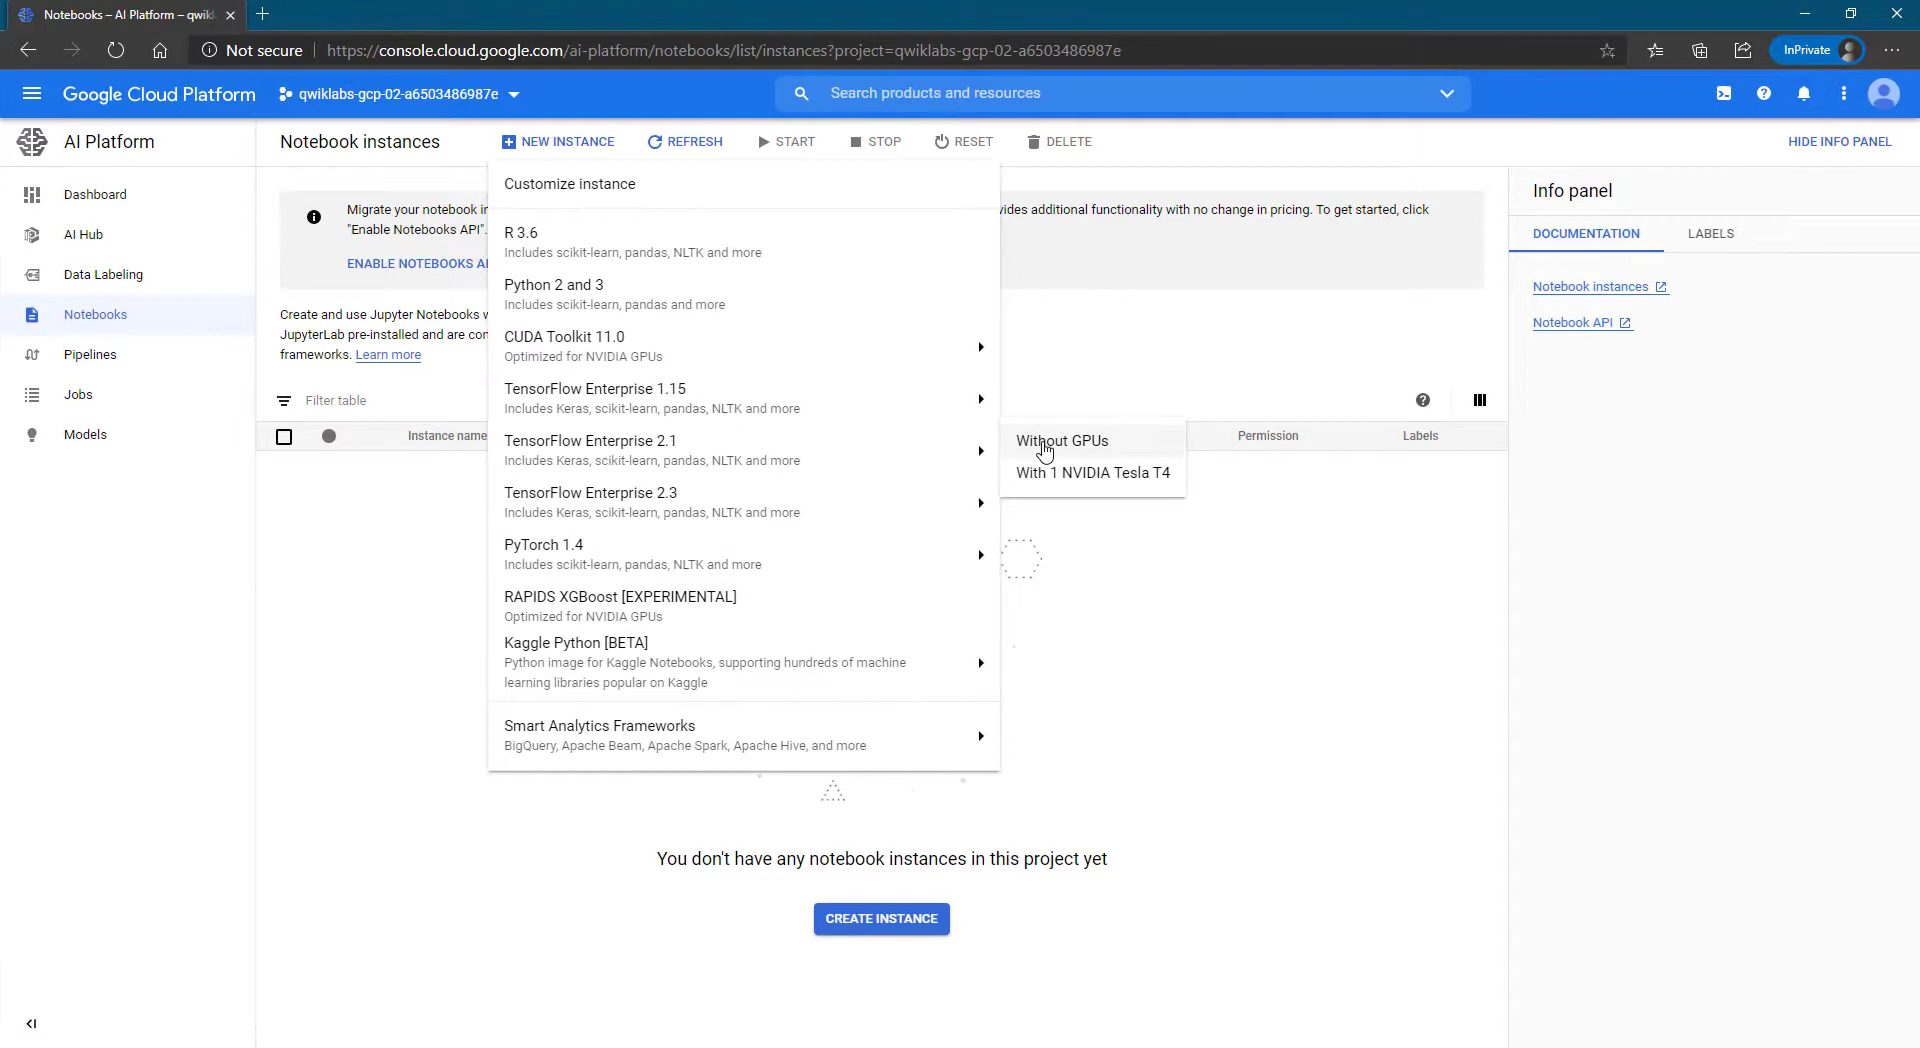 Notebooks – AI Platform – qwikl
Not secure
https://console.cloud.google.com/ai-platform/notebooks/list/instances?project=qwiklabs-gcp-02-a6503486987e
InPrivate
Google Cloud Platform
qwiklabs-gcp-02-a6503486987e
Search products and resources
AI Platform
Dashboard
AI Hub
Data Labeling
Notebooks
Pipelines
Jobs
Models
Notebook instances
NEW INSTANCE
REFRESH
START
STOP
RESET
DELETE
HIDE INFO PANEL
Migrate your notebook in
vides additional functionality with no change in pricing. To get started, click
"Enable Notebooks API".
ENABLE NOTEBOOKS A
Create and use Jupyter Notebooks w
JupyterLab pre-installed and are con
frameworks. Learn more
Filter table
Instance name
Permission
Labels
Customize instance
R 3.6
Includes scikit-learn, pandas, NLTK and more
Python 2 and 3
Includes scikit-learn, pandas and more
CUDA Toolkit 11.0
Optimized for NVIDIA GPUs
TensorFlow Enterprise 1.15
Includes Keras, scikit-learn, pandas, NLTK and more
TensorFlow Enterprise 2.1
Includes Keras, scikit-learn, pandas, NLTK and more
TensorFlow Enterprise 2.3
Includes Keras, scikit-learn, pandas, NLTK and more
PyTorch 1.4
Includes scikit-learn, pandas, NLTK and more
RAPIDS XGBoost [EXPERIMENTAL]
Optimized for NVIDIA GPUs
Kaggle Python [BETA]
Python image for Kaggle Notebooks, supporting hundreds of machine
learning libraries popular on Kaggle
Smart Analytics Frameworks
BigQuery, Apache Beam, Apache Spark, Apache Hive, and more
Without GPUs
With 1 NVIDIA Tesla T4
You don't have any notebook instances in this project yet
CREATE INSTANCE
Info panel
DOCUMENTATION
LABELS
Notebook instances
Notebook API